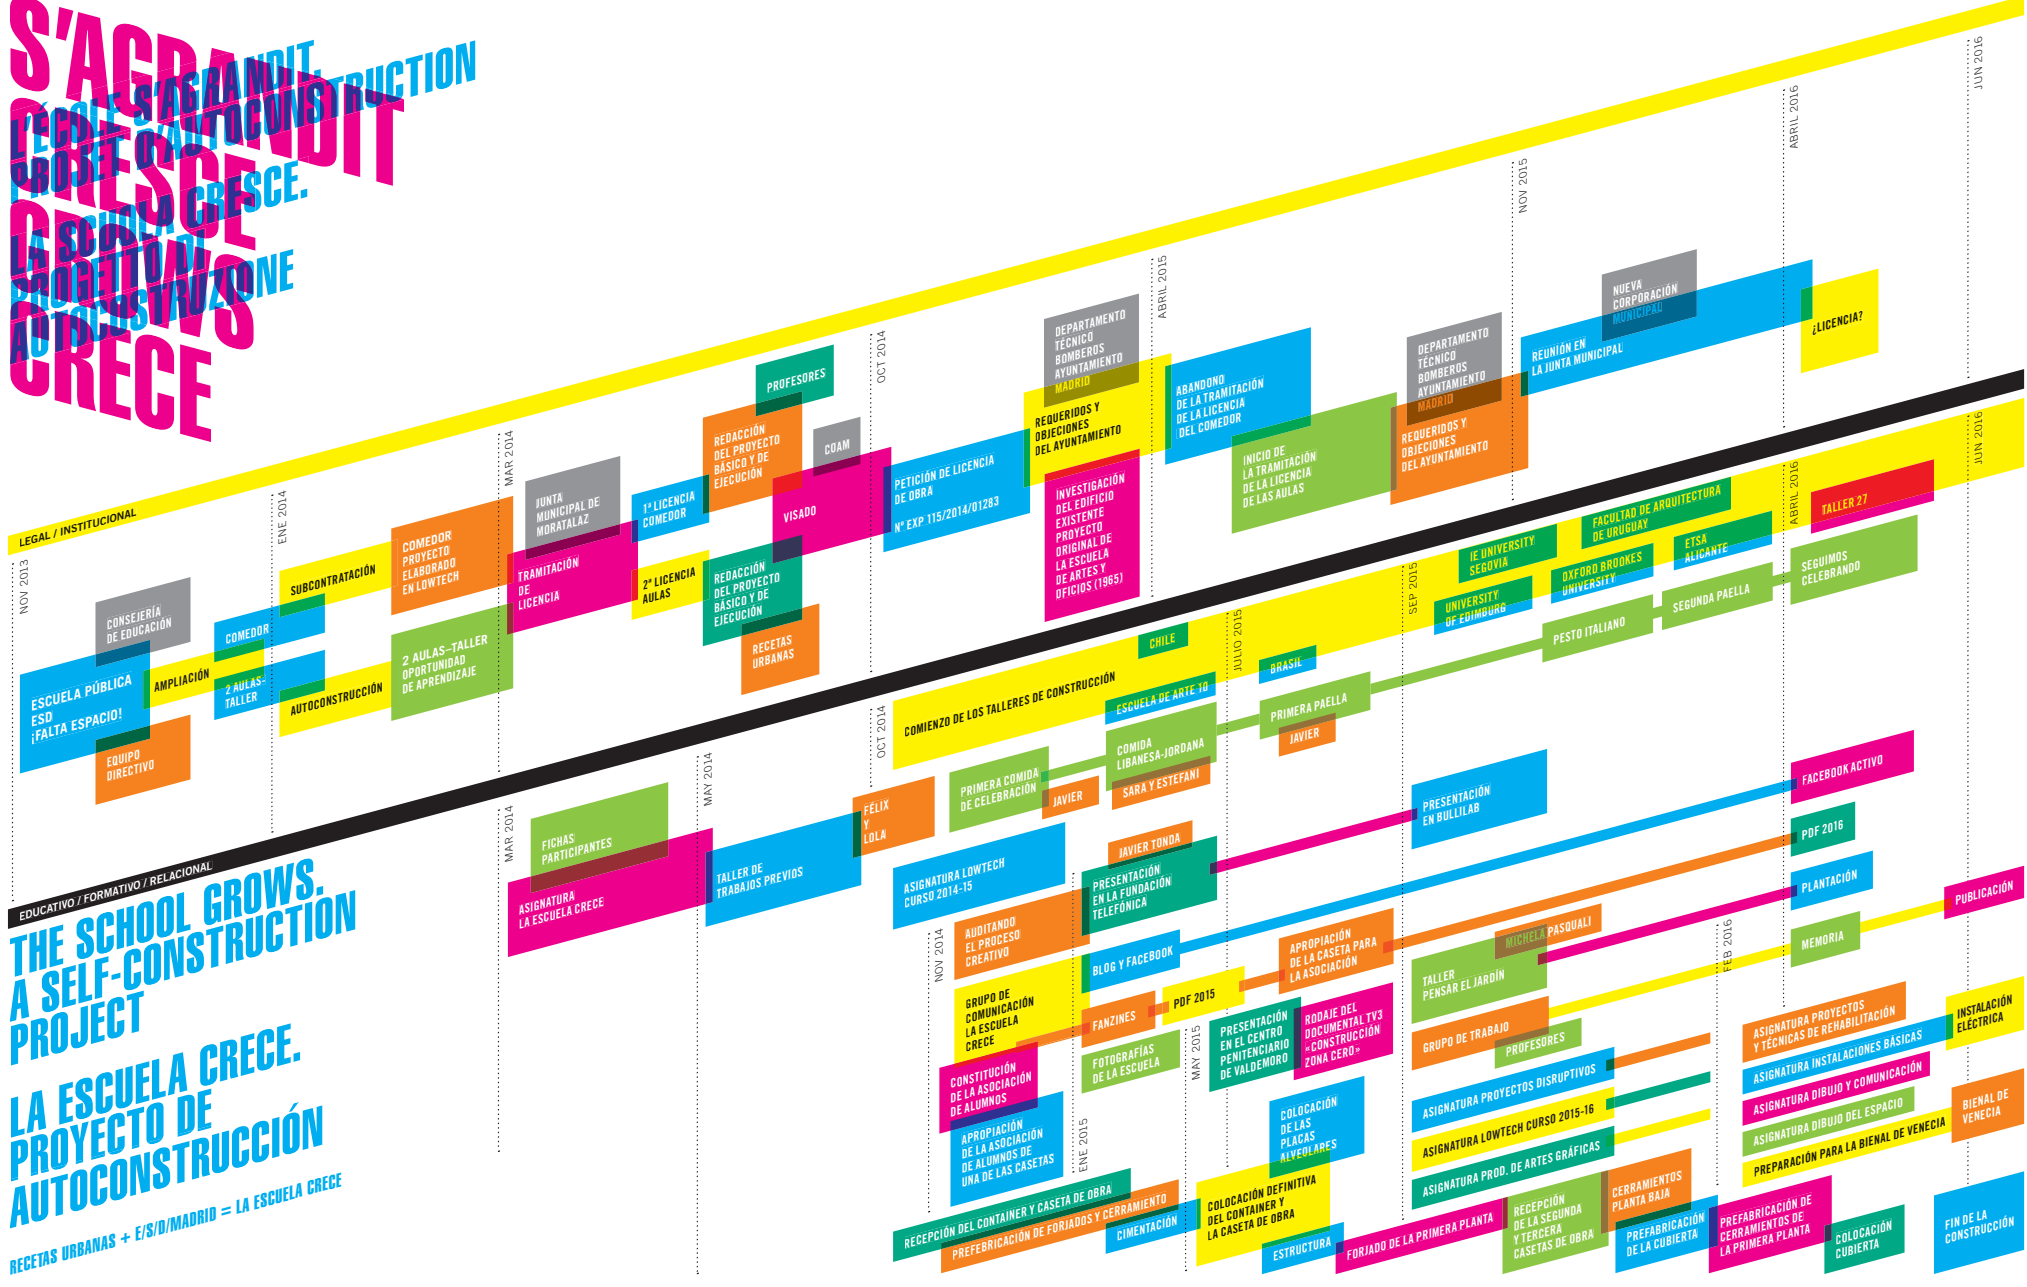 S'AGRANDIT
CRESCE
GROWS
CRECE
L'ÉCOLE S'AGRANDIT.
PROJET D'AUTOCONSTRUCTION
LA SCUOLA CRESCE.
PROGETTO DI
AUTOCOSTRUZIONE
LEGAL / INSTITUCIONAL
NOV 2013
ENE 2014
MAR 2014
OCT 2014
ABRIL 2015
NOV 2015
ABRIL 2016
JUN 2016
CONSEJERÍA
DE EDUCACIÓN
ESCUELA PÚBLICA
ESD
¡FALTA ESPACIO!
EQUIPO
DIRECTIVO
AMPLIACIÓN
COMEDOR
2 AULAS-
TALLER
SUBCONTRATACIÓN
AUTOCONSTRUCCIÓN
COMEDOR
PROYECTO
ELABORADO
EN LOWTECH
2 AULAS–TALLER
OPORTUNIDAD
DE APRENDIZAJE
JUNTA
MUNICIPAL DE
MORATALAZ
TRAMITACIÓN
DE
LICENCIA
1ª LICENCIA
COMEDOR
2ª LICENCIA
AULAS
PROFESORES
REDACCIÓN
DEL PROYECTO
BÁSICO Y DE
EJECUCIÓN
REDACCIÓN
DEL PROYECTO
BÁSICO Y DE
EJECUCIÓN
RECETAS
URBANAS
COAM
VISADO
PETICIÓN DE LICENCIA
DE OBRA
Nº EXP 115/2014/01283
DEPARTAMENTO
TÉCNICO
BOMBEROS
AYUNTAMIENTO
MADRID
REQUERIDOS Y
OBJECIONES
DEL AYUNTAMIENTO
INVESTIGACIÓN
DEL EDIFICIO
EXISTENTE
PROYECTO
ORIGINAL DE
LA ESCUELA
DE ARTES Y
OFICIOS (1965)
ABANDONO
DE LA TRAMITACIÓN
DE LA LICENCIA
DEL COMEDOR
INICIO DE
LA TRAMITACIÓN
DE LA LICENCIA
DE LAS AULAS
DEPARTAMENTO
TÉCNICO
BOMBEROS
AYUNTAMIENTO
MADRID
REQUERIDOS Y
OBJECIONES
DEL AYUNTAMIENTO
NUEVA
CORPORACIÓN
MUNICIPAL
REUNIÓN EN
LA JUNTA MUNICIPAL
¿LICENCIA?
EDUCATIVO / FORMATIVO / RELACIONAL
MAR 2014
MAY 2014
OCT 2014
JULIO 2015
SEP 2015
ABRIL 2016
JUN 2016
FICHAS
PARTICIPANTES
ASIGNATURA
LA ESCUELA CRECE
TALLER DE
TRABAJOS PREVIOS
FÉLIX
Y
LOLA
COMIENZO DE LOS TALLERES DE CONSTRUCCIÓN
CHILE
ESCUELA DE ARTE 10
BRASIL
IE UNIVERSITY
SEGOVIA
UNIVERSITY
OF EDIMBURG
FACULTAD DE ARQUITECTURA
DE URUGUAY
OXFORD BROOKES
UNIVERSITY
ETSA
ALICANTE
TALLER 27
PRIMERA COMIDA
DE CELEBRACIÓN
JAVIER
COMIDA
LIBANESA-JORDANA
SARA Y ESTEFANI
PRIMERA PAELLA
JAVIER
PESTO ITALIANO
SEGUNDA PAELLA
SEGUIMOS
CELEBRANDO
ASIGNATURA LOWTECH
CURSO 2014-15
JAVIER TONDA
PRESENTACIÓN
EN LA FUNDACIÓN
TELEFÓNICA
PRESENTACIÓN
EN BULLILAB
FACEBOOK ACTIVO
PDF 2016
PLANTACIÓN
MEMORIA
PUBLICACIÓN
NOV 2014
ENE 2015
MAY 2015
FEB 2016
AUDITANDO
EL PROCESO
CREATIVO
GRUPO DE
COMUNICACIÓN
LA ESCUELA
CRECE
BLOG Y FACEBOOK
FANZINES
PDF 2015
APROPIACIÓN
DE LA CASETA PARA
LA ASOCIACIÓN
FOTOGRAFÍAS
DE LA ESCUELA
PRESENTACIÓN
EN EL CENTRO
PENITENCIARIO
DE VALDEMORO
RODAJE DEL
DOCUMENTAL TV3
«CONSTRUCCIÓN
ZONA CERO»
CONSTITUCIÓN
DE LA ASOCIACIÓN
DE ALUMNOS
APROPIACIÓN
DE LA ASOCIACIÓN
DE ALUMNOS DE
UNA DE LAS CASETAS
MICHELA PASQUALI
TALLER
PENSAR EL JARDÍN
GRUPO DE TRABAJO
PROFESORES
ASIGNATURA PROYECTOS DISRUPTIVOS
ASIGNATURA LOWTECH CURSO 2015-16
ASIGNATURA PROD. DE ARTES GRÁFICAS
ASIGNATURA PROYECTOS
Y TÉCNICAS DE REHABILITACIÓN
ASIGNATURA INSTALACIONES BÁSICAS
ASIGNATURA DIBUJO Y COMUNICACIÓN
ASIGNATURA DIBUJO DEL ESPACIO
PREPARACIÓN PARA LA BIENAL DE VENECIA
INSTALACIÓN
ELÉCTRICA
BIENAL DE
VENECIA
COLOCACIÓN
DE LAS
PLACAS
ALVEOLARES
RECEPCIÓN DEL CONTAINER Y CASETA DE OBRA
PREFEBRICACIÓN DE FORJADOS Y CERRAMIENTO
CIMENTACIÓN
COLOCACIÓN DEFINITIVA
DEL CONTAINER Y
LA CASETA DE OBRA
ESTRUCTURA
FORJADO DE LA PRIMERA PLANTA
RECEPCIÓN
DE LA SEGUNDA
Y TERCERA
CASETAS DE OBRA
CERRAMIENTOS
PLANTA BAJA
PREFABRICACIÓN
DE LA CUBIERTA
PREFABRICACIÓN DE
CERRAMIENTOS DE
LA PRIMERA PLANTA
COLOCACIÓN
CUBIERTA
FIN DE LA
CONSTRUCCIÓN
THE SCHOOL GROWS.
A SELF-CONSTRUCTION
PROJECT
LA ESCUELA CRECE.
PROYECTO DE
AUTOCONSTRUCCIÓN
RECETAS URBANAS + E/S/D/MADRID = LA ESCUELA CRECE